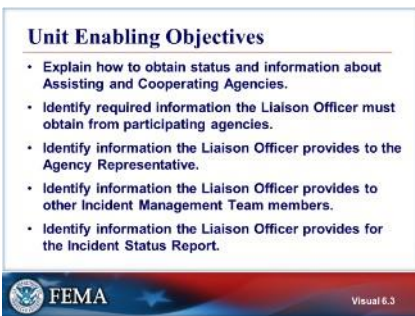 Unit Enabling Objectives
• Explain how to obtain status and information about
Assisting and Cooperating Agencies.
• Identify required information the Liaison Officer must
obtain from participating agencies.
• Identify information the Liaison Officer provides to the
Agency Representative.
• Identify information the Liaison Officer provides to
other Incident Management Team members.
• Identify information the Liaison Officer provides for
the Incident Status Report.
FEMA
Visual 6.3